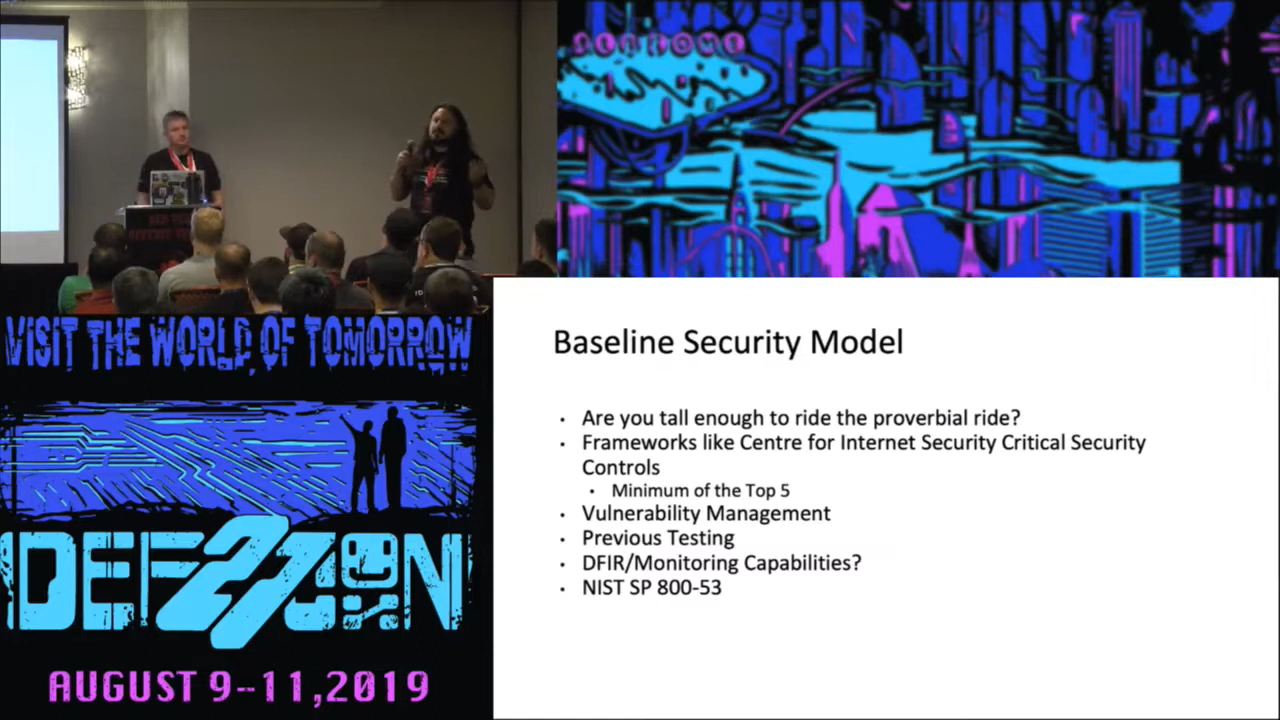 WELCOME
VISIT THE WORLD OF TOMORROW
DEF27CON
AUGUST 9--11,2019
Baseline Security Model
• Are you tall enough to ride the proverbial ride?
• Frameworks like Centre for Internet Security Critical Security
Controls
• Minimum of the Top 5
• Vulnerability Management
• Previous Testing
• DFIR/Monitoring Capabilities?
• NIST SP 800-53